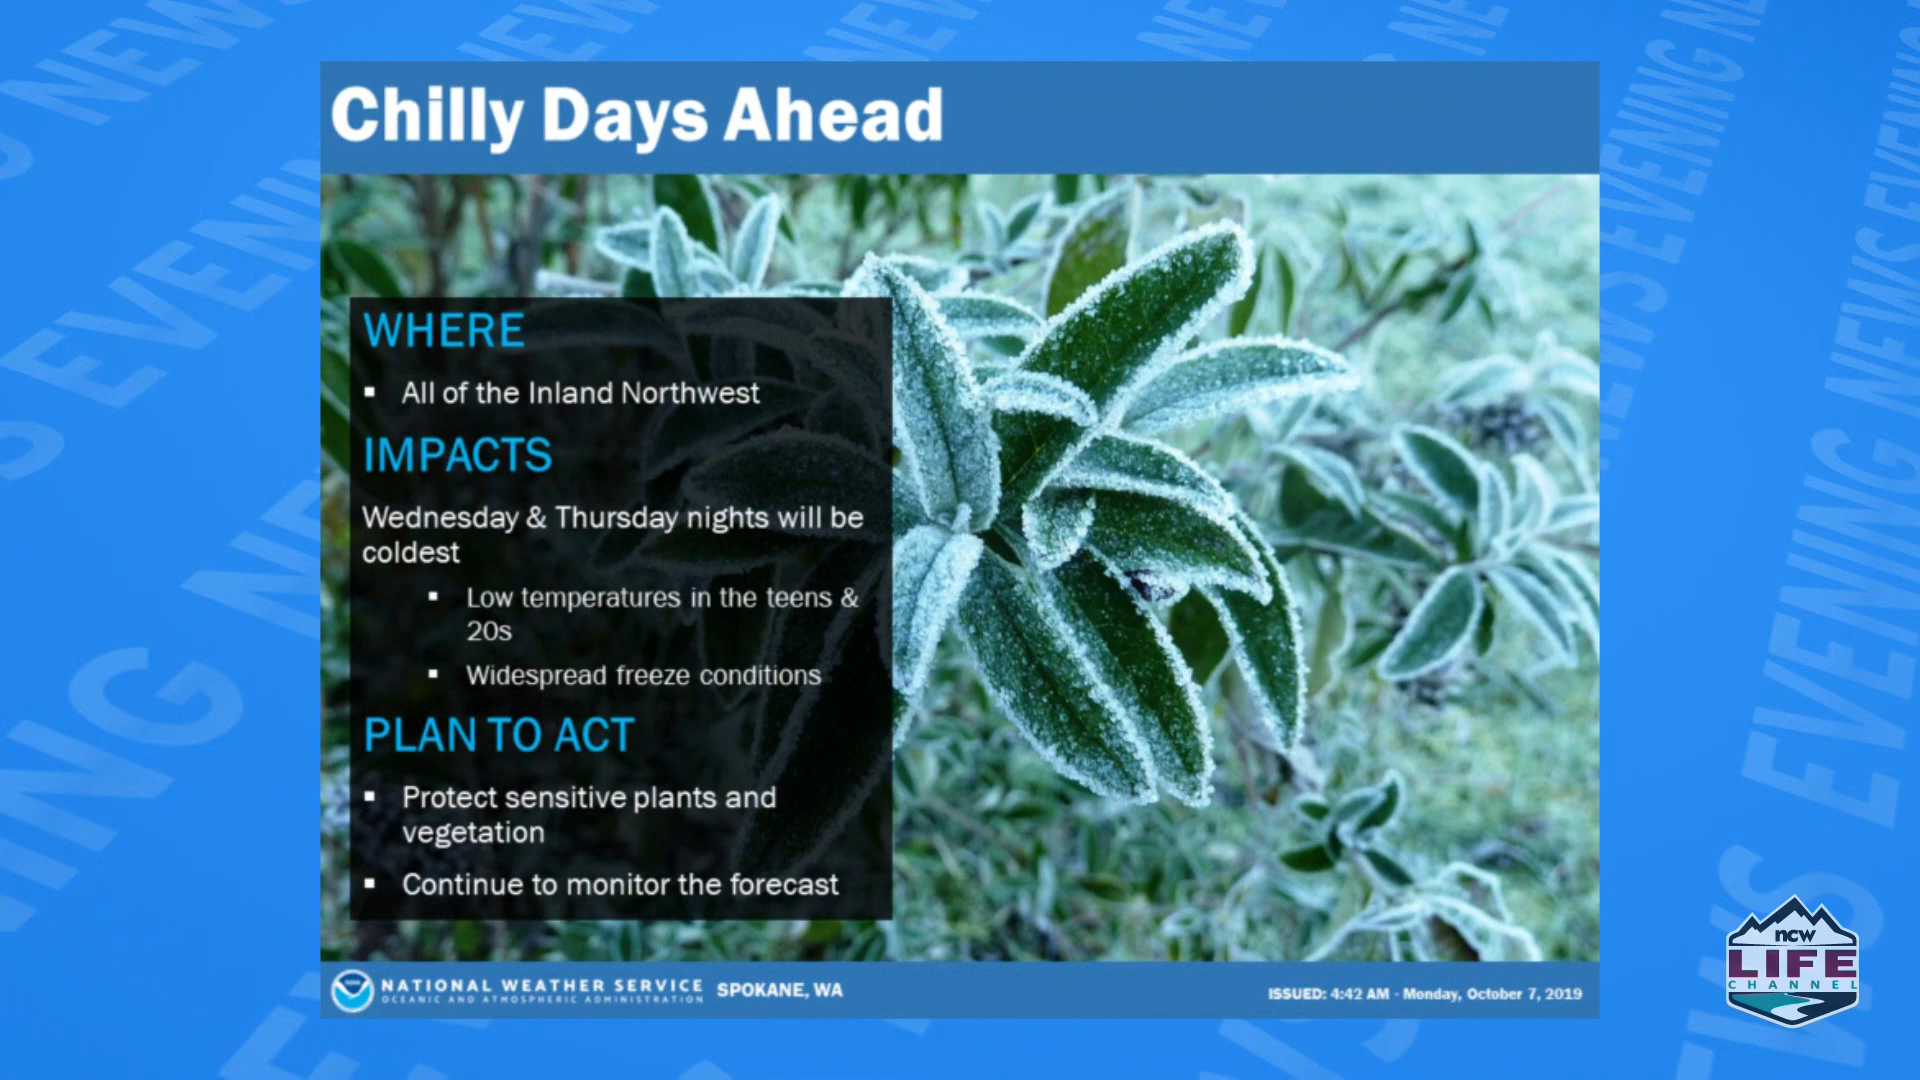 Chilly Days Ahead
WHERE
▪ All of the Inland Northwest
IMPACTS
Wednesday & Thursday nights will be
coldest
▪ Low temperatures in the teens &
20s
▪ Widespread freeze conditions
PLAN TO ACT
▪ Protect sensitive plants and
vegetation
▪ Continue to monitor the forecast
NATIONAL WEATHER SERVICE
OCEANIC AND ATMOSPHERIC ADMINISTRATION
SPOKANE, WA
ISSUED: 4:42 AM - Monday, October 7, 2019
ncw
LIFE
CHANNEL
EVENING NEWS